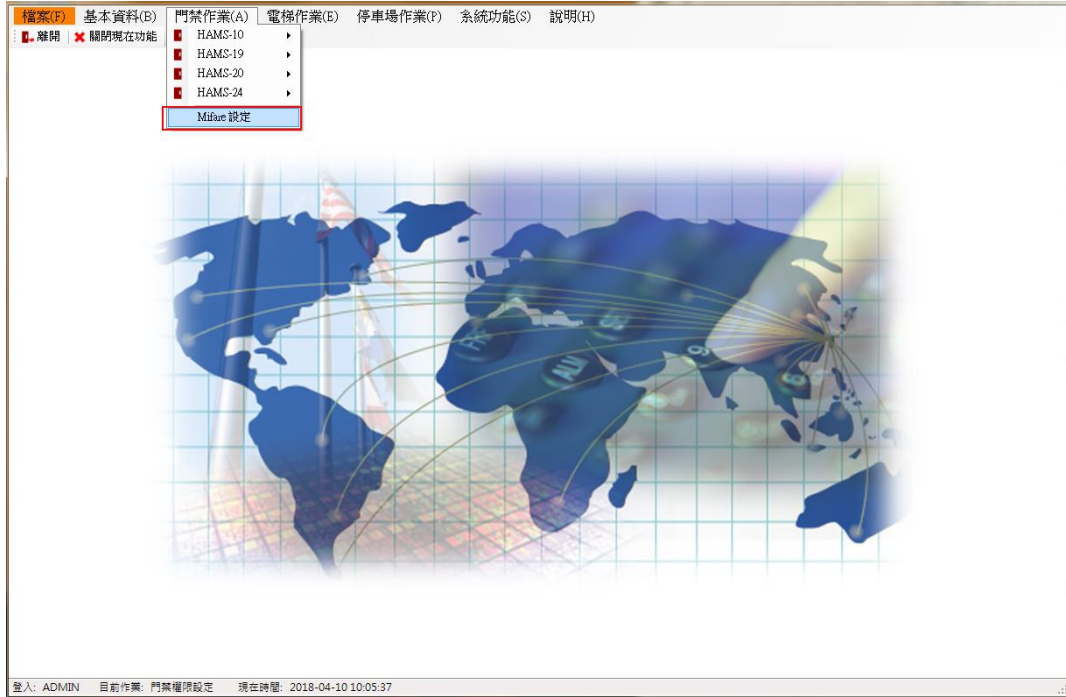 檔案(F) 基本資料(B) 門禁作業(A) 電梯作業(E) 停車場作業(P) 系統功能(S) 說明(H)
離開 關閉現在功能
HAMS-10
HAMS-19
HAMS-20
HAMS-24
Mifare 設定
ALN
9
6
登入: ADMIN 目前作業: 門禁權限設定 現在時間: 2018-04-10 10:05:37